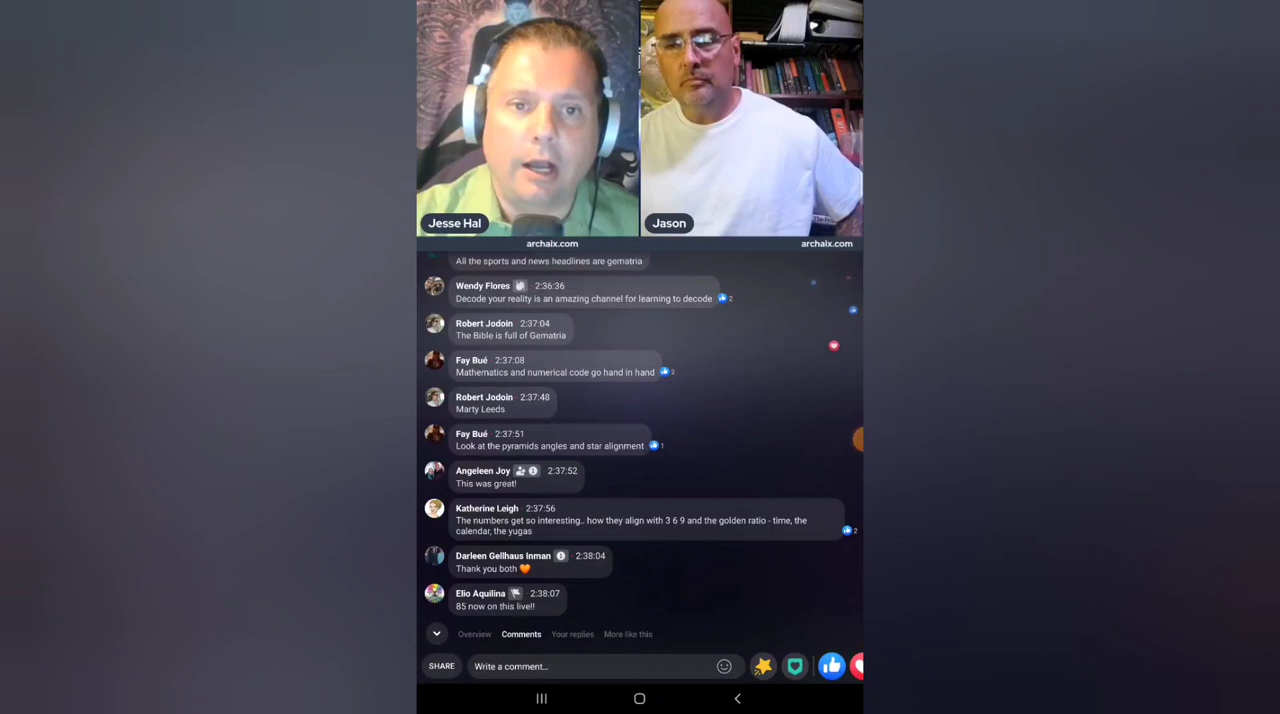 Jesse Hal
Jason
archaix.com
archaix.com
All the sports and news headlines are gematria
Wendy Flores 2:36:36
Decode your reality is an amazing channel for learning to decode
2
Robert Jodoin · 2:37:04
The Bible is full of Gematria
Fay Bué · 2:37:08
Mathematics and numerical code go hand in hand
2
Robert Jodoin · 2:37:48
Marty Leeds
Fay Bué · 2:37:51
Look at the pyramids angles and star alignment
1
Angeleen Joy 2:37:52
This was great!
Katherine Leigh · 2:37:56
The numbers get so interesting.. how they align with 3 6 9 and the golden ratio - time, the
calendar, the yugas
2
Darleen Gellhaus Inman · 2:38:04
Thank you both 🧡
Elio Aquilina · 2:38:07
85 now on this live!!
Overview Comments Your replies More like this
SHARE Write a comment...